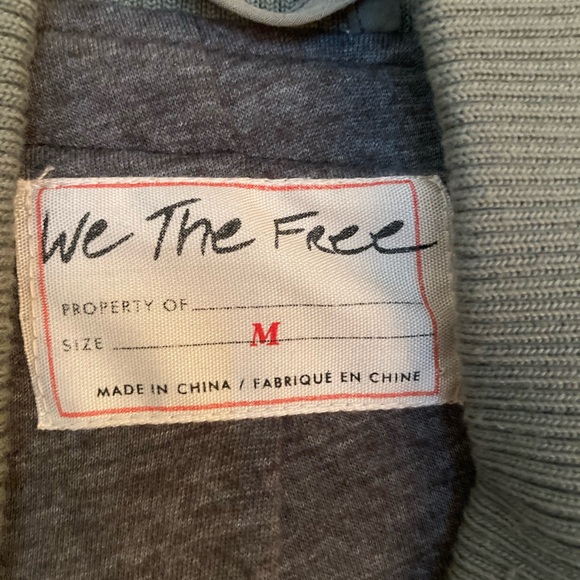 We The Free
PROPERTY OF
SIZE M
MADE IN CHINA / FABRIQUÉ EN CHINE